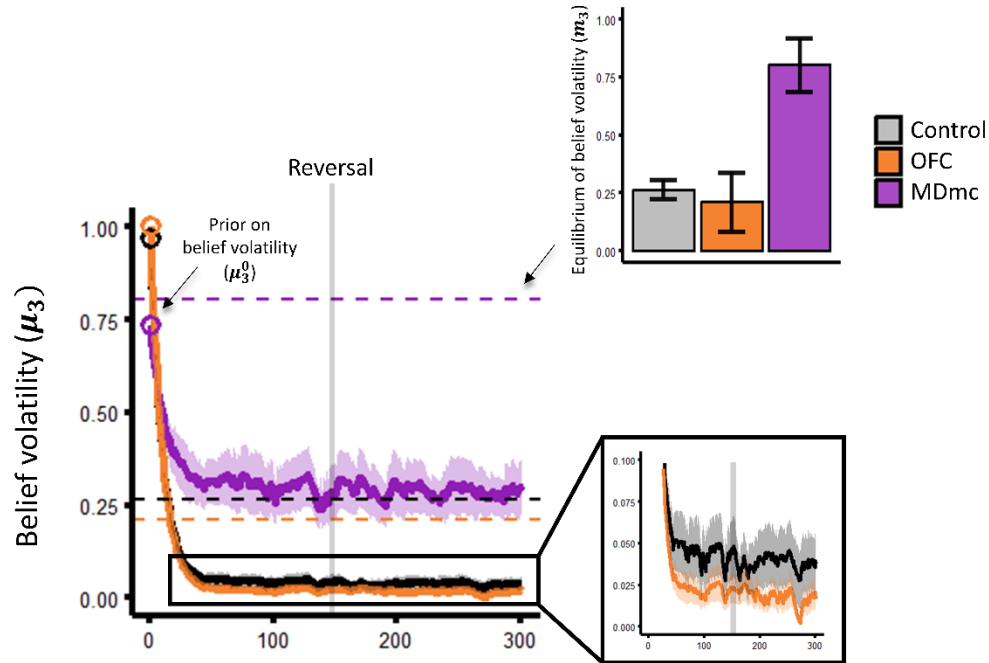 Equilibrium of belief volatility (m₃)
1.00
0.75
0.50
0.25
0.00
Control
OFC
MDmc
Reversal
Prior on
belief volatility
(μ₃⁰)
Belief volatility (μ₃)
1.00
0.75
0.50
0.25
0.00
0
100
200
300
0.100
0.075
0.050
0.025
0.000
0
100
200
300